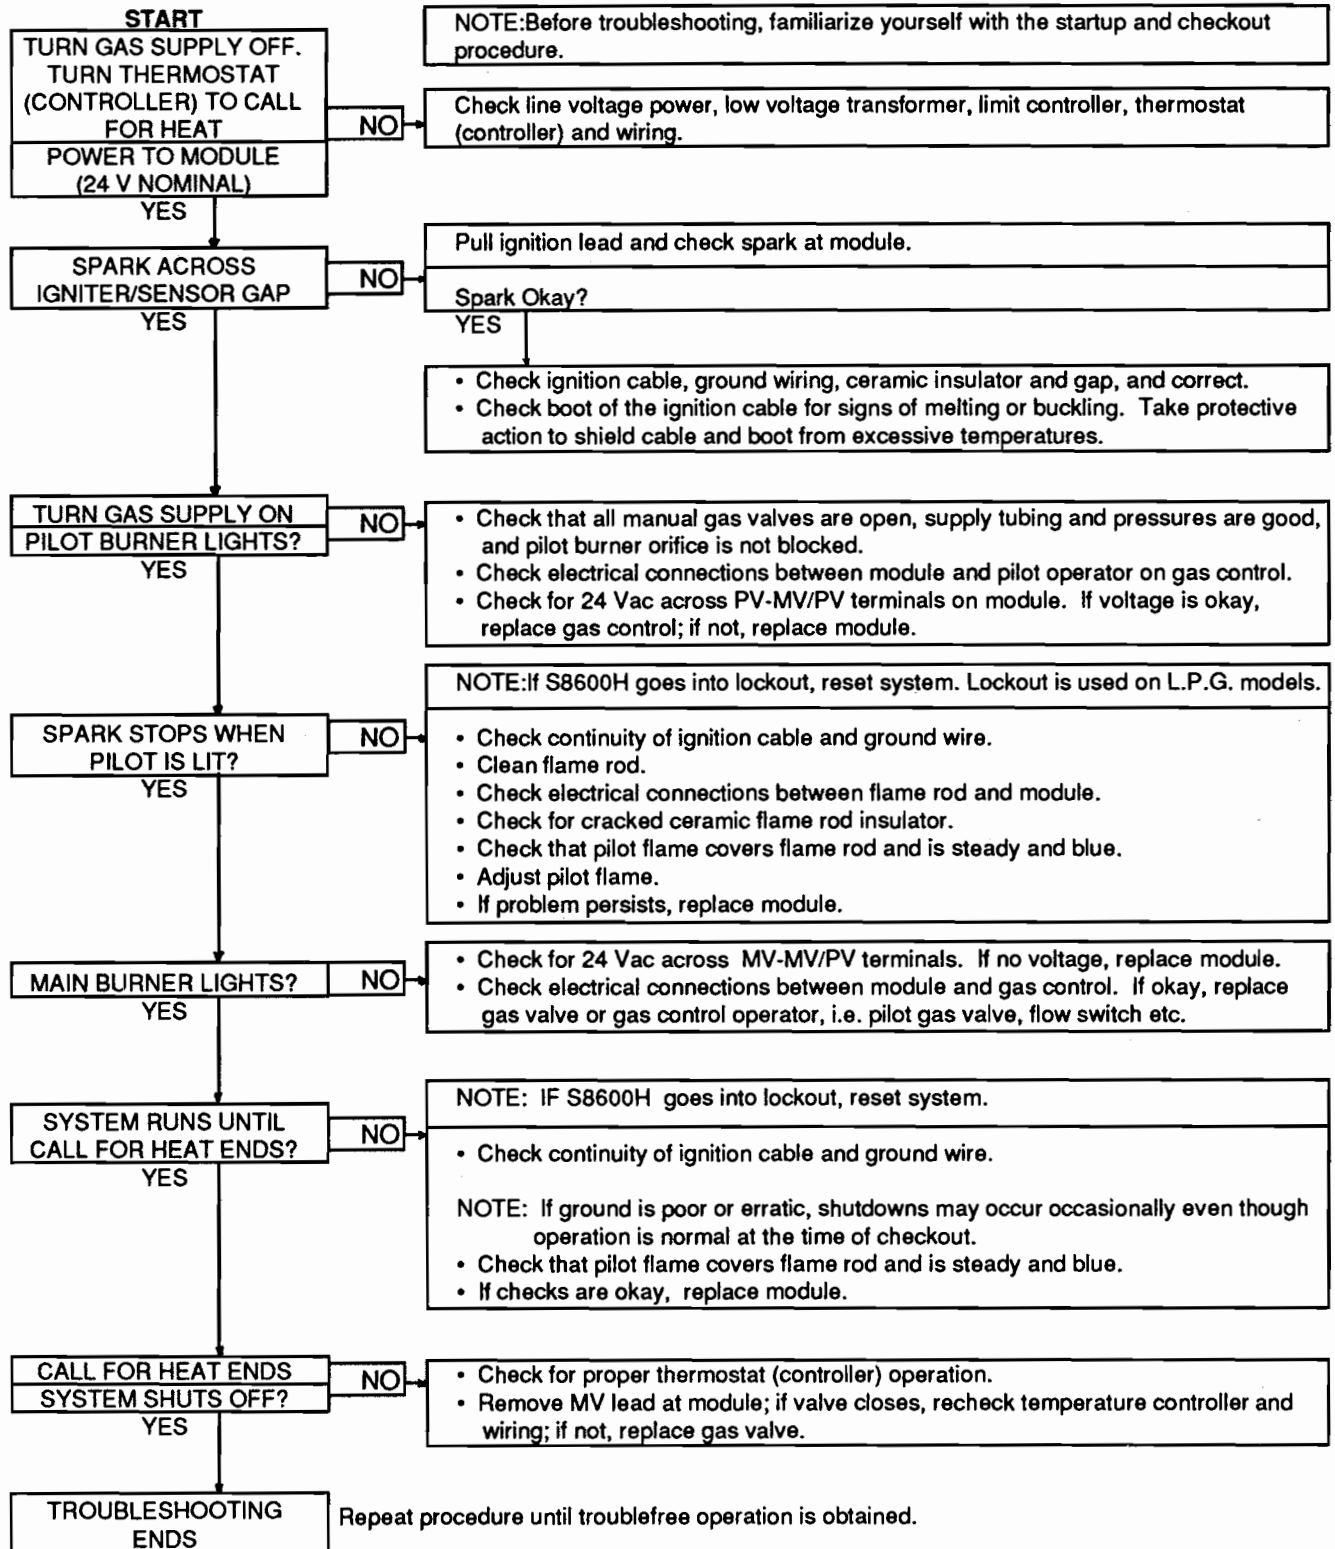 START
TURN GAS SUPPLY OFF.
TURN THERMOSTAT
(CONTROLLER) TO CALL
FOR HEAT
POWER TO MODULE
(24 V NOMINAL)
YES
NOTE:Before troubleshooting, familiarize yourself with the startup and checkout
procedure.
NO
Check line voltage power, low voltage transformer, limit controller, thermostat
(controller) and wiring.
SPARK ACROSS
IGNITER/SENSOR GAP
YES
NO
Pull ignition lead and check spark at module.
Spark Okay?
YES
• Check ignition cable, ground wiring, ceramic insulator and gap, and correct.
• Check boot of the ignition cable for signs of melting or buckling. Take protective
action to shield cable and boot from excessive temperatures.
TURN GAS SUPPLY ON
PILOT BURNER LIGHTS?
YES
NO
• Check that all manual gas valves are open, supply tubing and pressures are good,
and pilot burner orifice is not blocked.
• Check electrical connections between module and pilot operator on gas control.
• Check for 24 Vac across PV-MV/PV terminals on module. If voltage is okay,
replace gas control; if not, replace module.
NOTE:If S8600H goes into lockout, reset system. Lockout is used on L.P.G. models.
SPARK STOPS WHEN
PILOT IS LIT?
YES
NO
• Check continuity of ignition cable and ground wire.
• Clean flame rod.
• Check electrical connections between flame rod and module.
• Check for cracked ceramic flame rod insulator.
• Check that pilot flame covers flame rod and is steady and blue.
• Adjust pilot flame.
• If problem persists, replace module.
MAIN BURNER LIGHTS?
YES
NO
• Check for 24 Vac across MV-MV/PV terminals. If no voltage, replace module.
• Check electrical connections between module and gas control. If okay, replace
gas valve or gas control operator, i.e. pilot gas valve, flow switch etc.
NOTE: IF S8600H goes into lockout, reset system.
SYSTEM RUNS UNTIL
CALL FOR HEAT ENDS?
YES
NO
• Check continuity of ignition cable and ground wire.
NOTE: If ground is poor or erratic, shutdowns may occur occasionally even though
operation is normal at the time of checkout.
• Check that pilot flame covers flame rod and is steady and blue.
• If checks are okay, replace module.
CALL FOR HEAT ENDS
SYSTEM SHUTS OFF?
YES
NO
• Check for proper thermostat (controller) operation.
• Remove MV lead at module; if valve closes, recheck temperature controller and
wiring; if not, replace gas valve.
TROUBLESHOOTING
ENDS
Repeat procedure until troublefree operation is obtained.